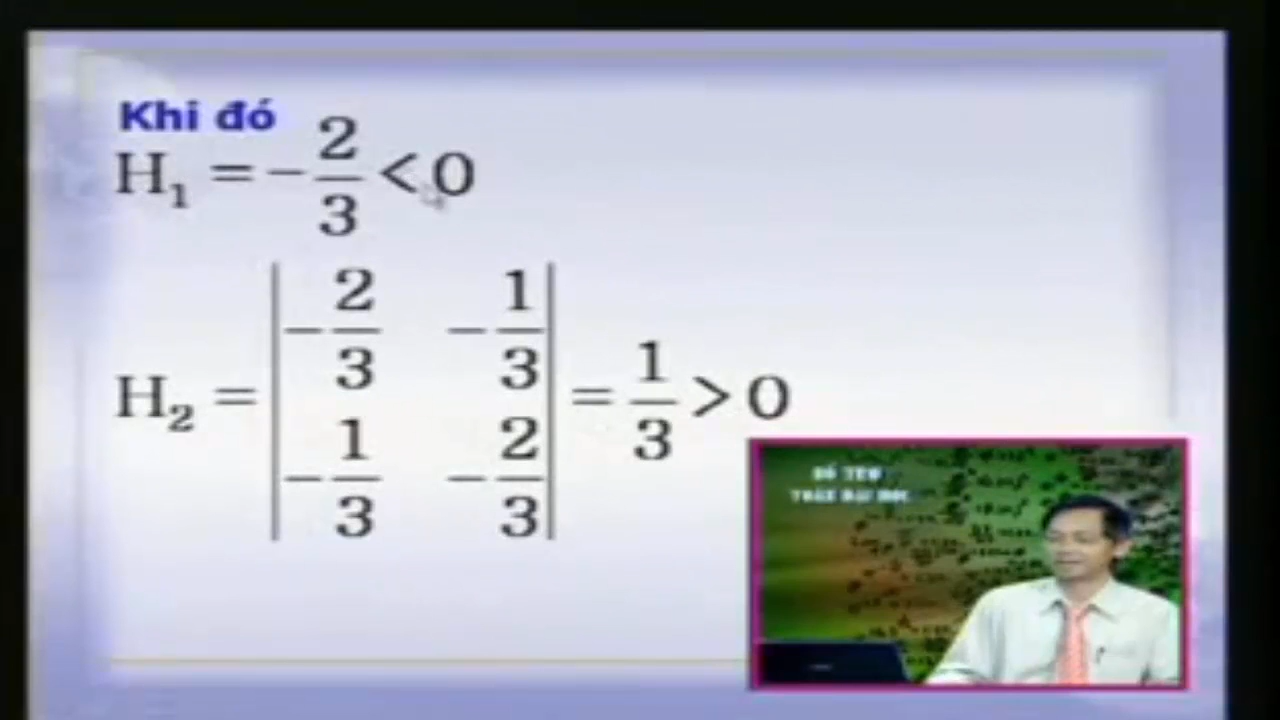 Khi đó
H₁ = - 2/3 < 0
H₂ = | -2/3 -1/3 |
| -1/3 -2/3 | = 1/3 > 0